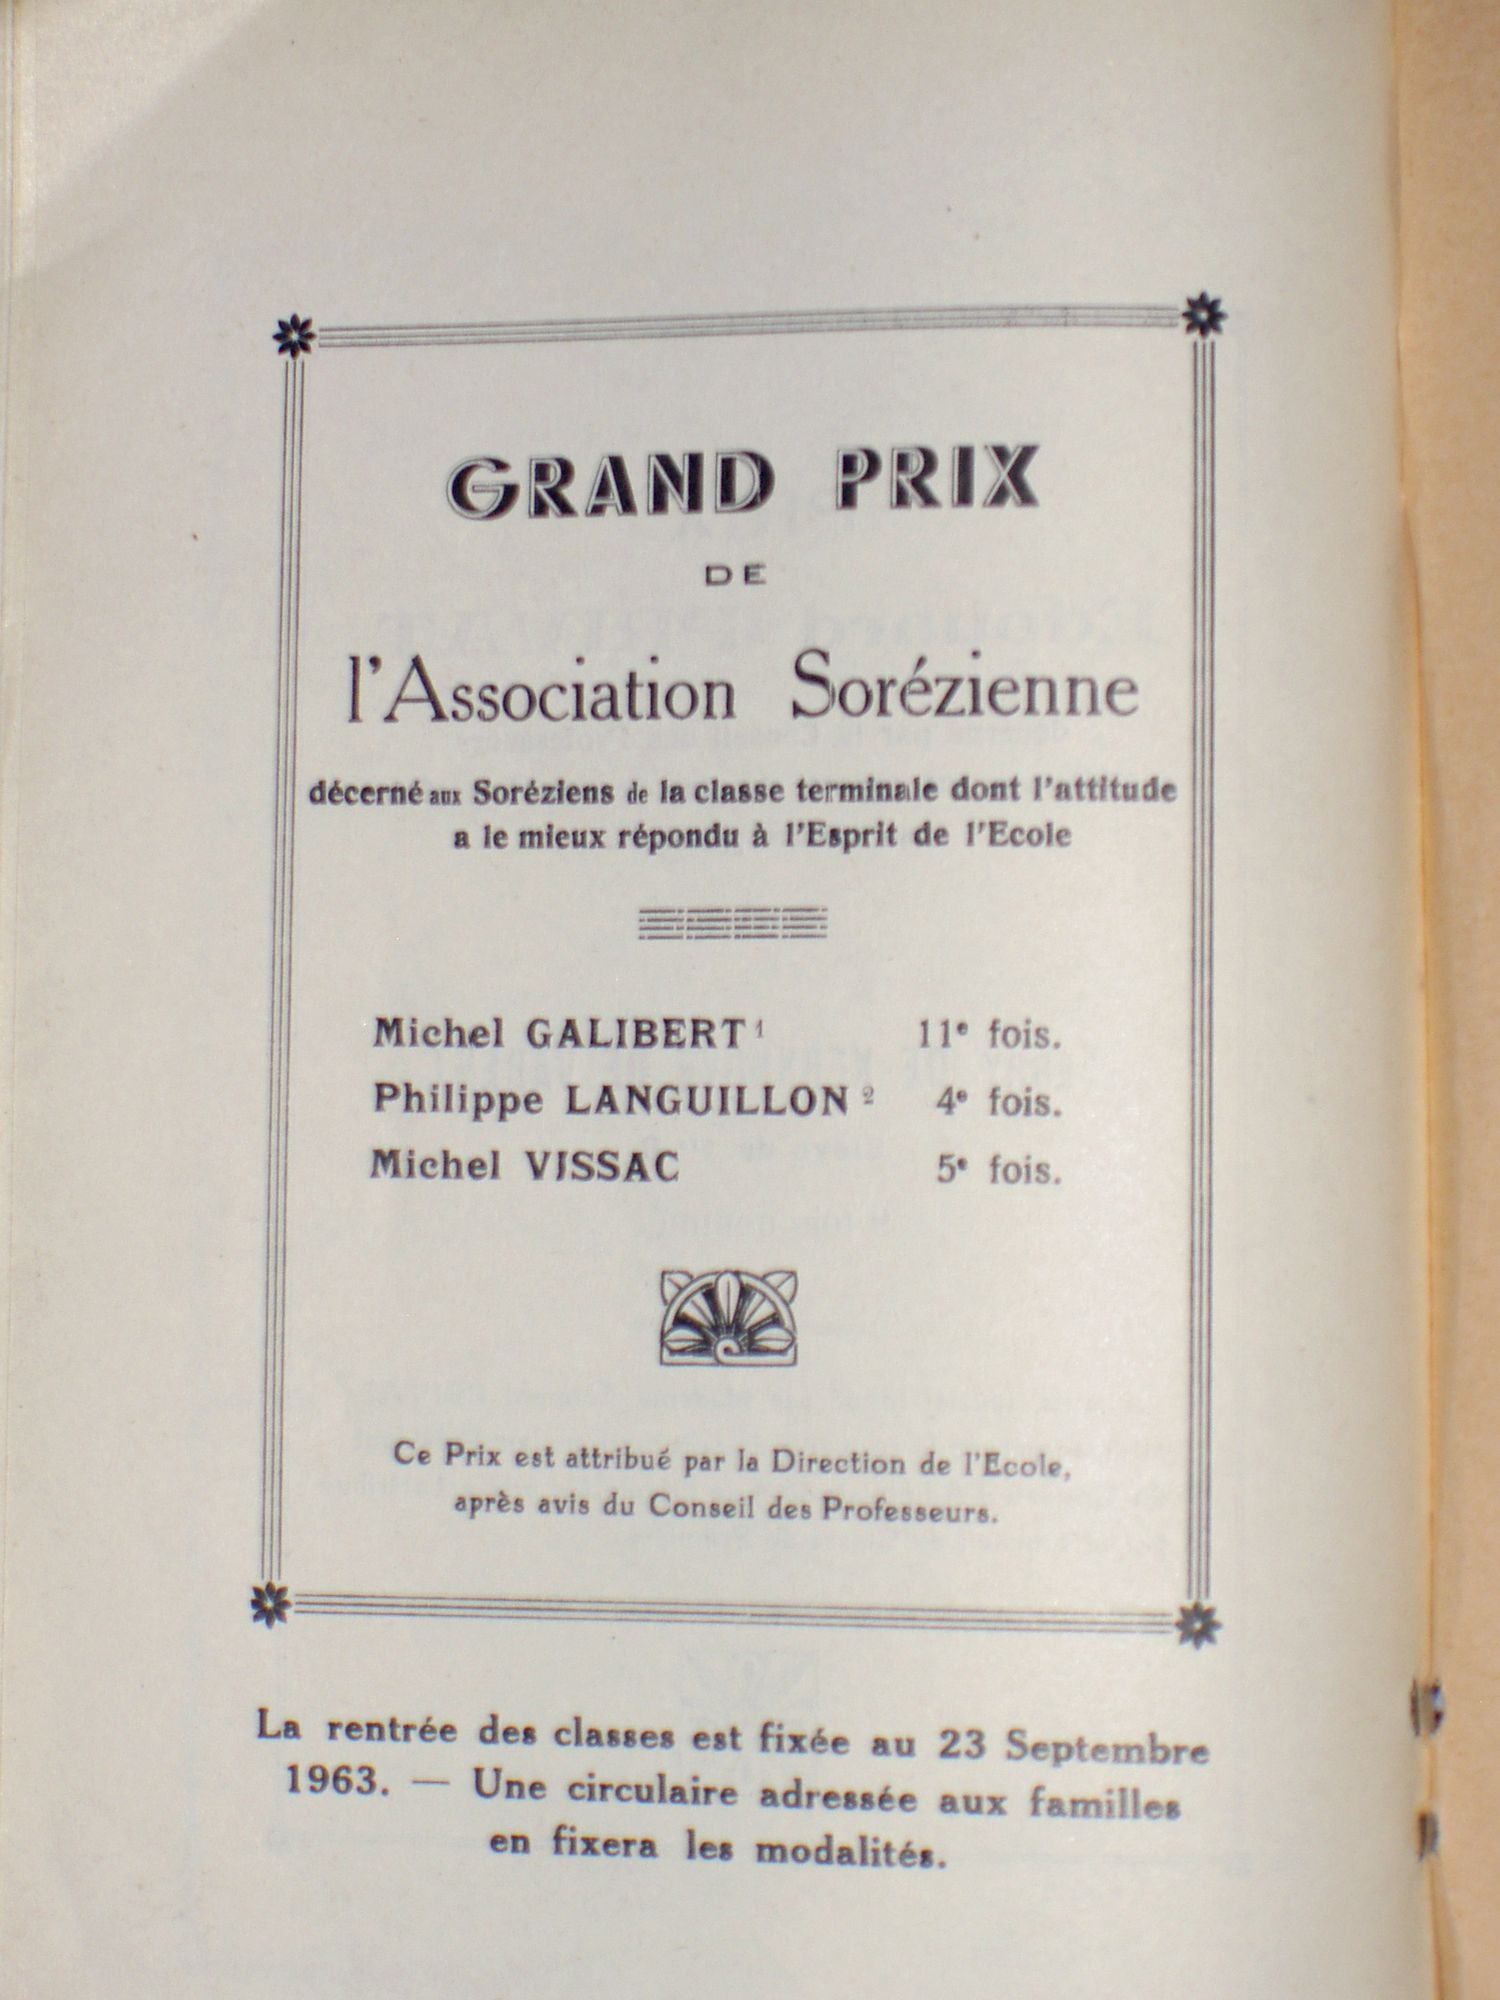 GRAND PRIX
DE
l'Association Sorézienne
décerné aux Soréziens de la classe terminale dont l'attitude
a le mieux répondu à l'Esprit de l'Ecole
Michel GALIBERT 1 11e fois.
Philippe LANGUILLON 2 4e fois.
Michel VISSAC 5e fois.
Ce Prix est attribué par la Direction de l'Ecole,
après avis du Conseil des Professeurs.
La rentrée des classes est fixée au 23 Septembre
1963. — Une circulaire adressée aux familles
en fixera les modalités.